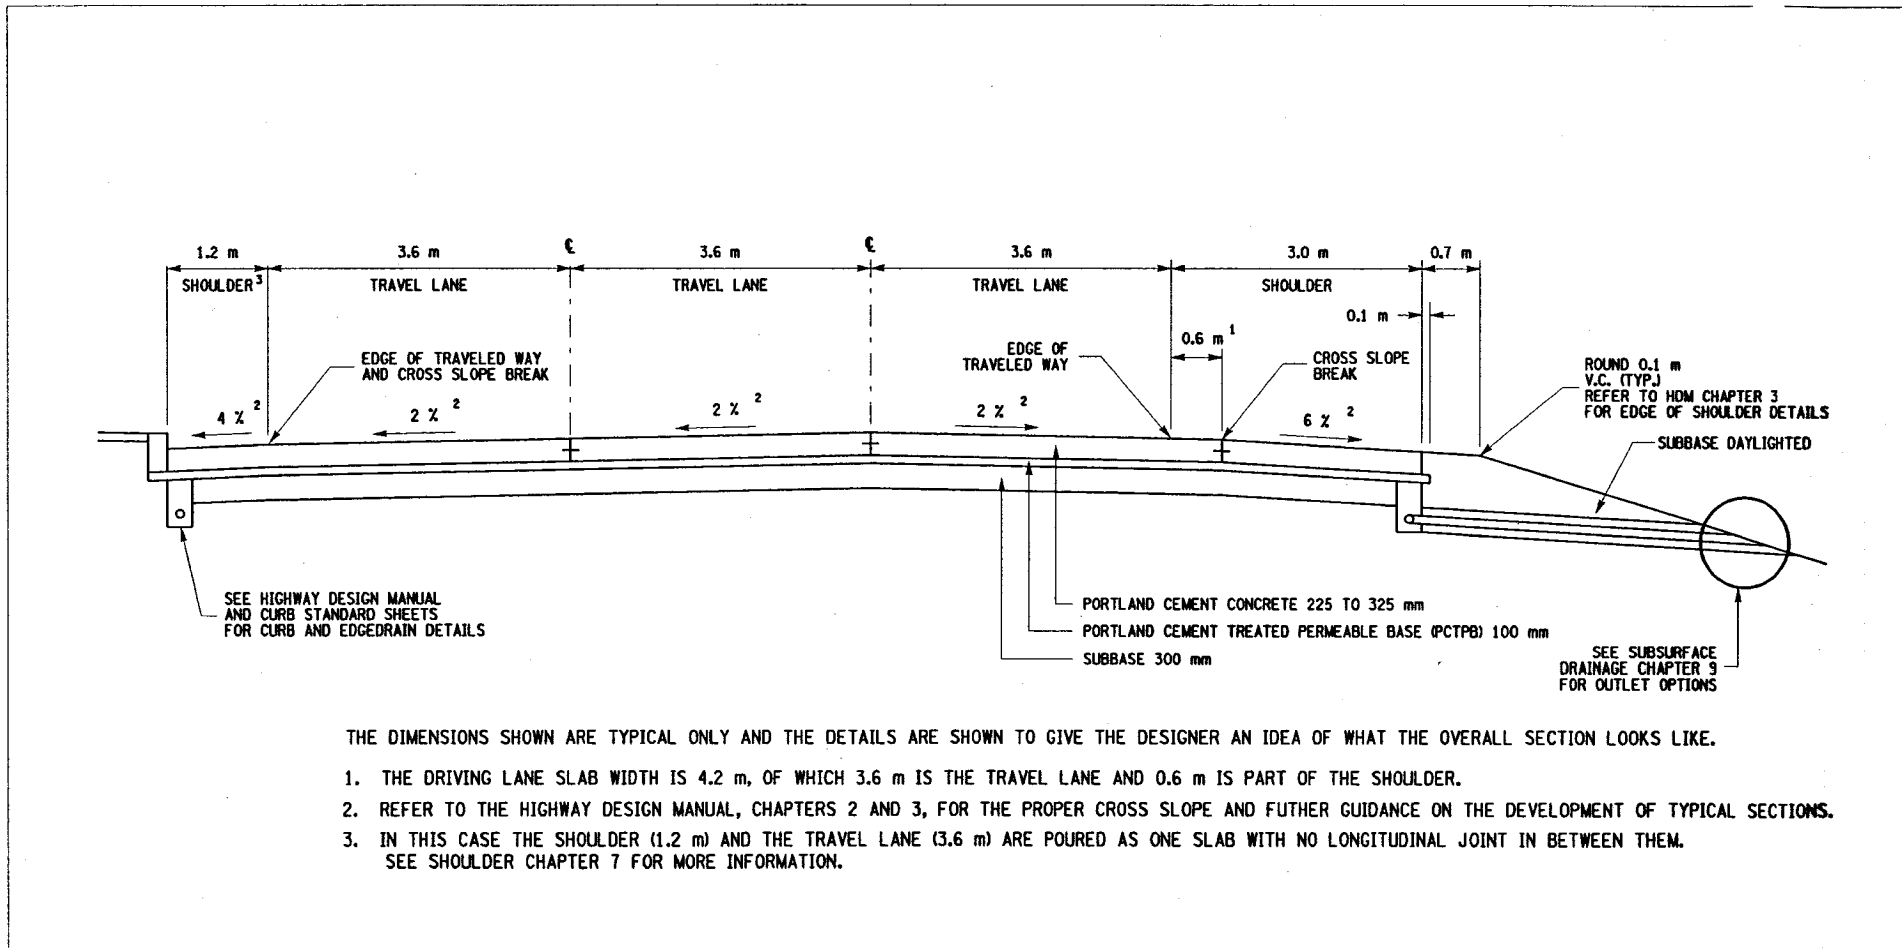 1.2 m
3.6 m
℄
3.6 m
℄
3.6 m
3.0 m
0.7 m
SHOULDER³
TRAVEL LANE
TRAVEL LANE
TRAVEL LANE
SHOULDER
0.1 m
0.6 m¹
EDGE OF TRAVELED WAY
AND CROSS SLOPE BREAK
EDGE OF
TRAVELED WAY
CROSS SLOPE
BREAK
ROUND 0.1 m
V.C. (TYP.)
REFER TO HDM CHAPTER 3
FOR EDGE OF SHOULDER DETAILS
4 % ²
2 % ²
2 % ²
2 % ²
6 % ²
SUBBASE DAYLIGHTED
SEE HIGHWAY DESIGN MANUAL
AND CURB STANDARD SHEETS
FOR CURB AND EDGEDRAIN DETAILS
PORTLAND CEMENT CONCRETE 225 TO 325 mm
PORTLAND CEMENT TREATED PERMEABLE BASE (PCTPB) 100 mm
SUBBASE 300 mm
SEE SUBSURFACE
DRAINAGE CHAPTER 9
FOR OUTLET OPTIONS
THE DIMENSIONS SHOWN ARE TYPICAL ONLY AND THE DETAILS ARE SHOWN TO GIVE THE DESIGNER AN IDEA OF WHAT THE OVERALL SECTION LOOKS LIKE.
1. THE DRIVING LANE SLAB WIDTH IS 4.2 m, OF WHICH 3.6 m IS THE TRAVEL LANE AND 0.6 m IS PART OF THE SHOULDER.
2. REFER TO THE HIGHWAY DESIGN MANUAL, CHAPTERS 2 AND 3, FOR THE PROPER CROSS SLOPE AND FUTHER GUIDANCE ON THE DEVELOPMENT OF TYPICAL SECTIONS.
3. IN THIS CASE THE SHOULDER (1.2 m) AND THE TRAVEL LANE (3.6 m) ARE POURED AS ONE SLAB WITH NO LONGITUDINAL JOINT IN BETWEEN THEM.
SEE SHOULDER CHAPTER 7 FOR MORE INFORMATION.